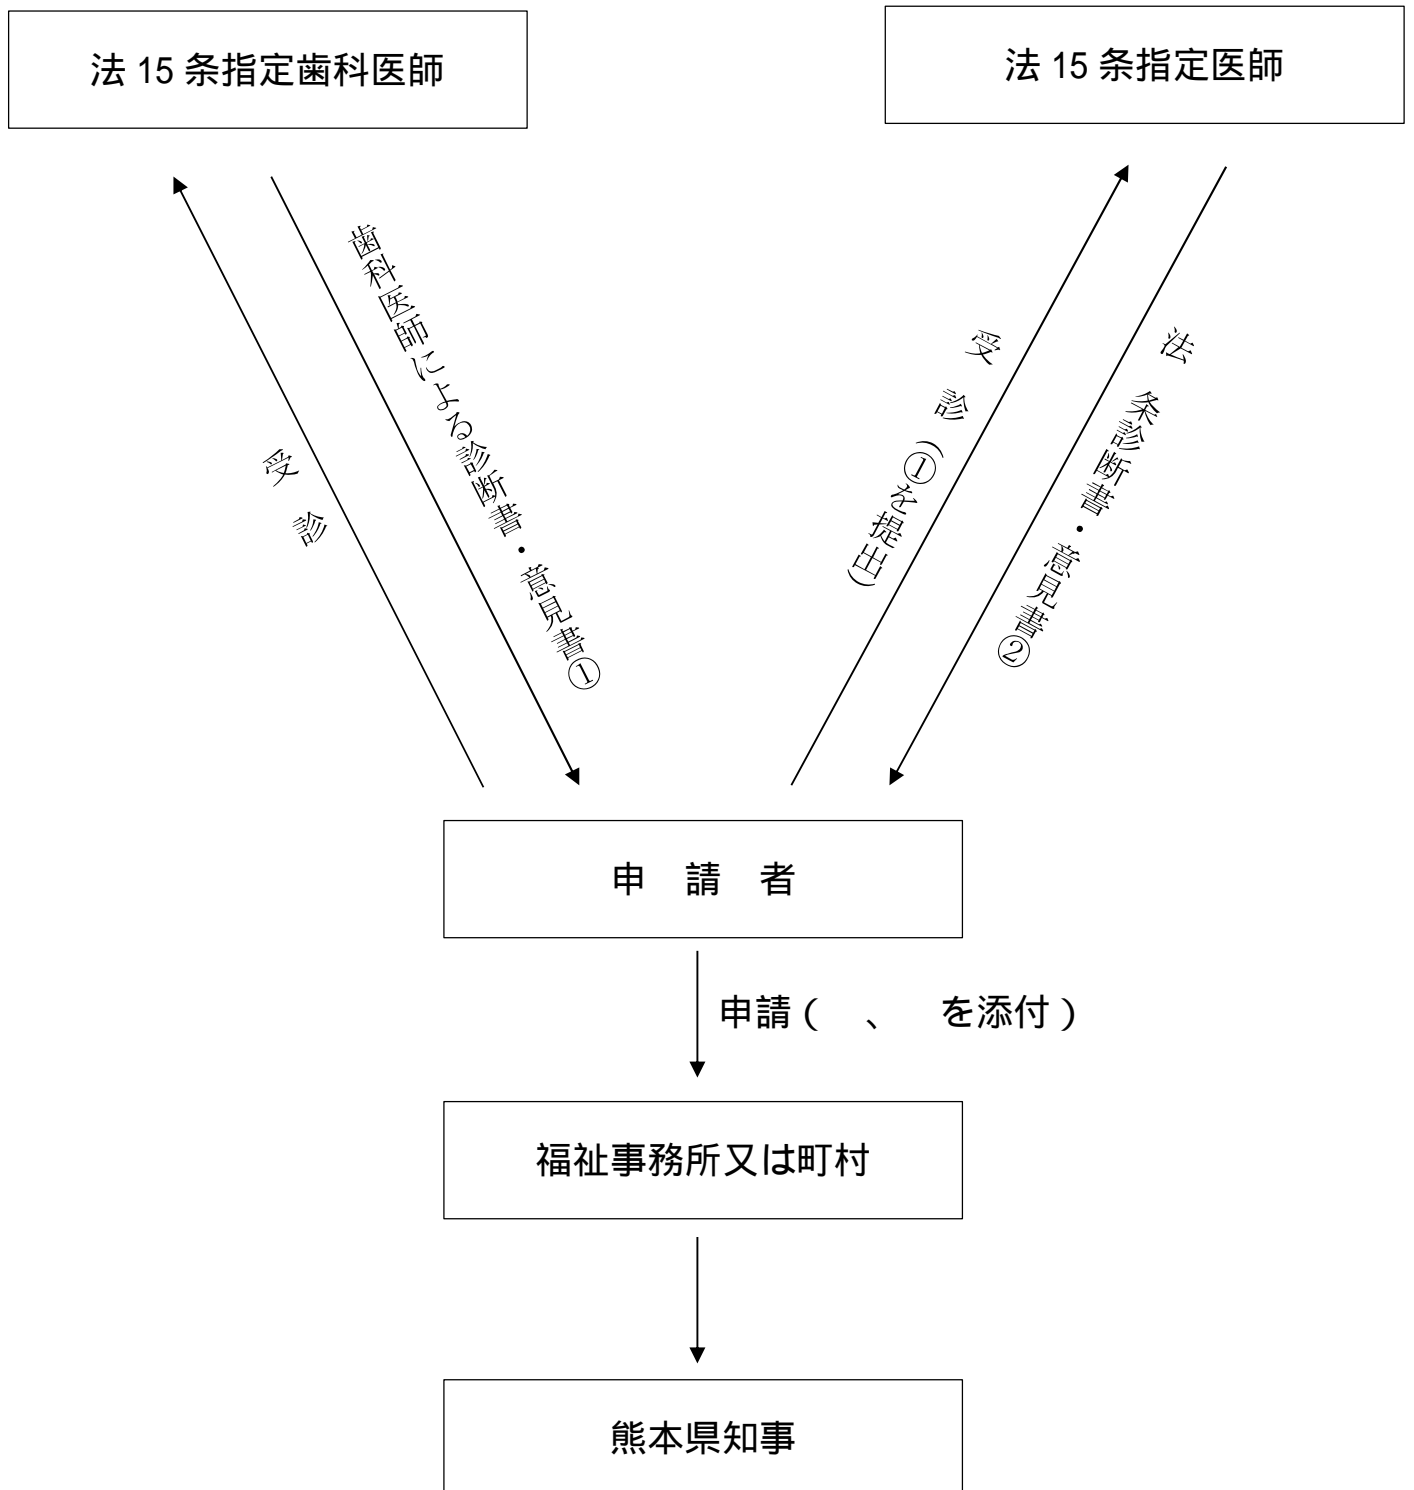 法 15 条指定歯科医師
法 15 条指定医師
受 診
歯科医師による診断書・意見書①
受 診（①を提出）
法 条診断書・意見書②
申 請 者
申請（ 、 を添付）
福祉事務所又は町村
熊本県知事